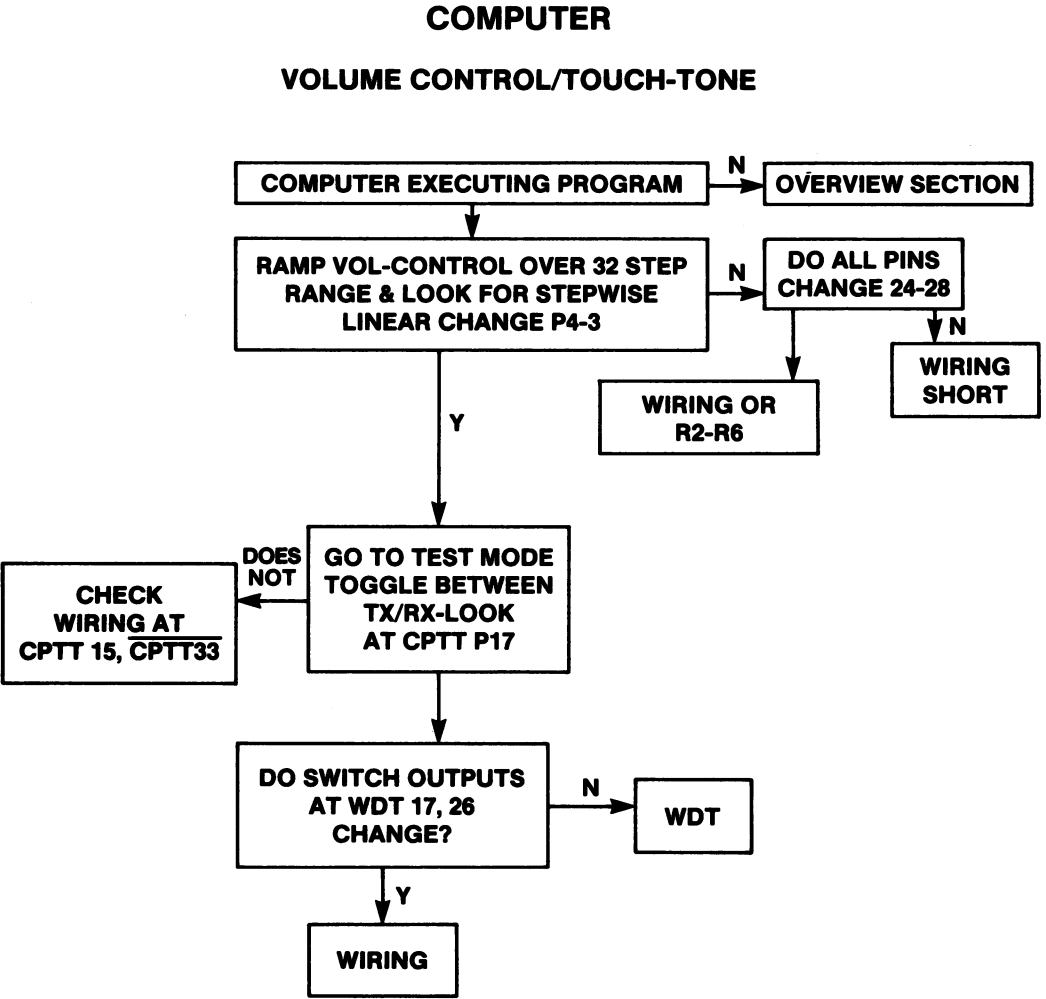 COMPUTER
VOLUME CONTROL/TOUCH-TONE
COMPUTER EXECUTING PROGRAM
N
OVERVIEW SECTION
RAMP VOL-CONTROL OVER 32 STEP
RANGE & LOOK FOR STEPWISE
LINEAR CHANGE P4-3
N
DO ALL PINS
CHANGE 24-28
N
WIRING
SHORT
WIRING OR
R2-R6
Y
GO TO TEST MODE
TOGGLE BETWEEN
TX/RX-LOOK
AT CPTT P17
DOES
NOT
CHECK
WIRING AT
CPTT 15, C̅P̅T̅T̅3̅3̅
DO SWITCH OUTPUTS
AT WDT 17, 26
CHANGE?
N
WDT
Y
WIRING